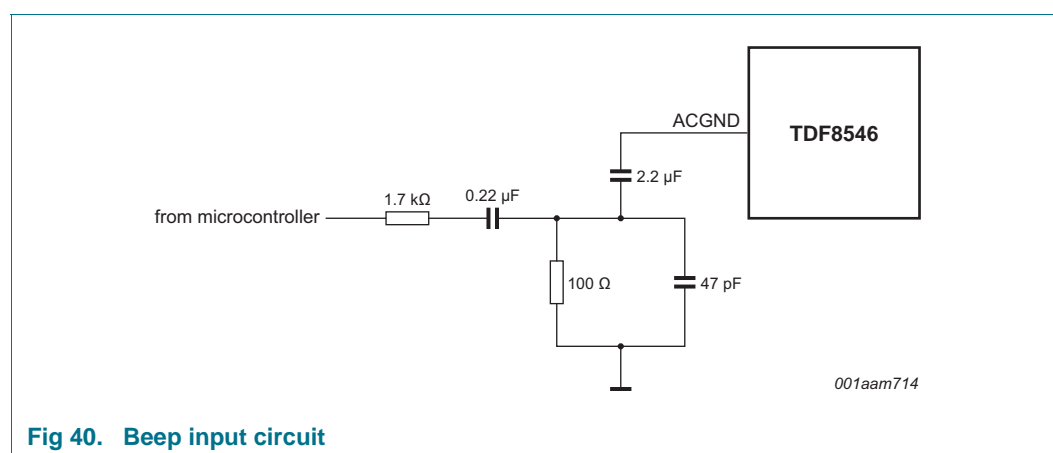 ACGND
TDF8546
2.2 μF
1.7 kΩ
0.22 μF
from microcontroller
100 Ω
47 pF
001aam714
Fig 40. Beep input circuit